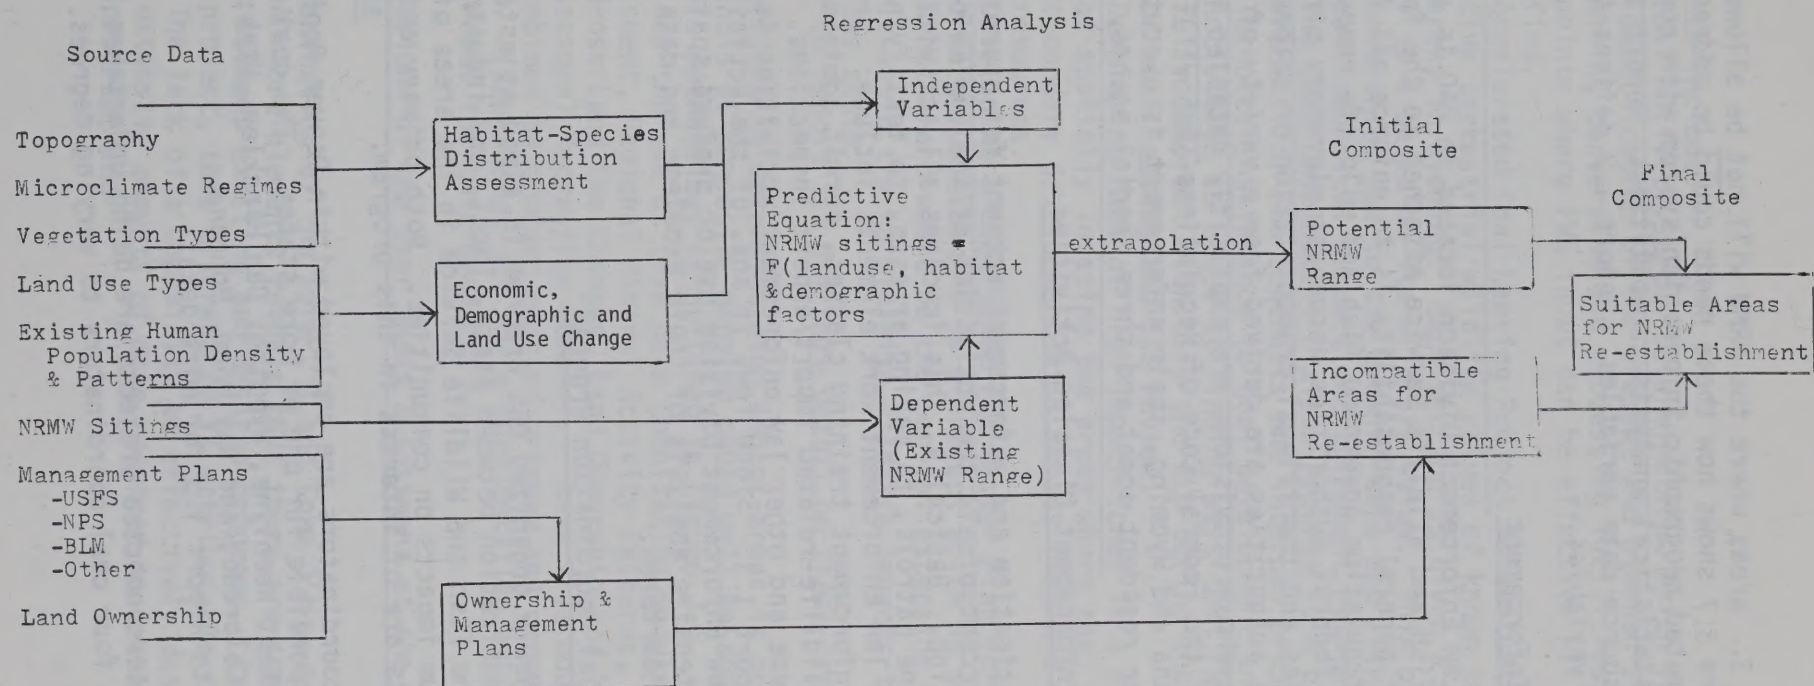 Regression Analysis
Source Data
Topography
Microclimate Regimes
Vegetation Types
Land Use Types
Existing Human
Population Density
& Patterns
NRMW Sitings
Management Plans
-USFS
-NPS
-BLM
-Other
Land Ownership
Habitat-Species
Distribution
Assessment
Economic,
Demographic and
Land Use Change
Ownership &
Management
Plans
Independent
Variables
Predictive
Equation:
NRMW sitings =
F(landuse, habitat
&demographic
factors
Dependent
Variable
(Existing
NRMW Range)
extrapolation
Initial
Composite
Potential
NRMW
Range
Incompatible
Areas for
NRMW
Re-establishment
Final
Composite
Suitable Areas
for NRMW
Re-establishment